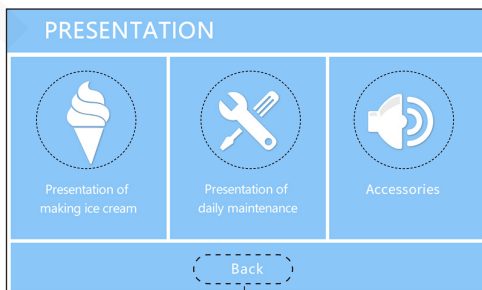 PRESENTATION
Presentation of
making ice cream
Presentation of
daily maintenance
Accessories
Back